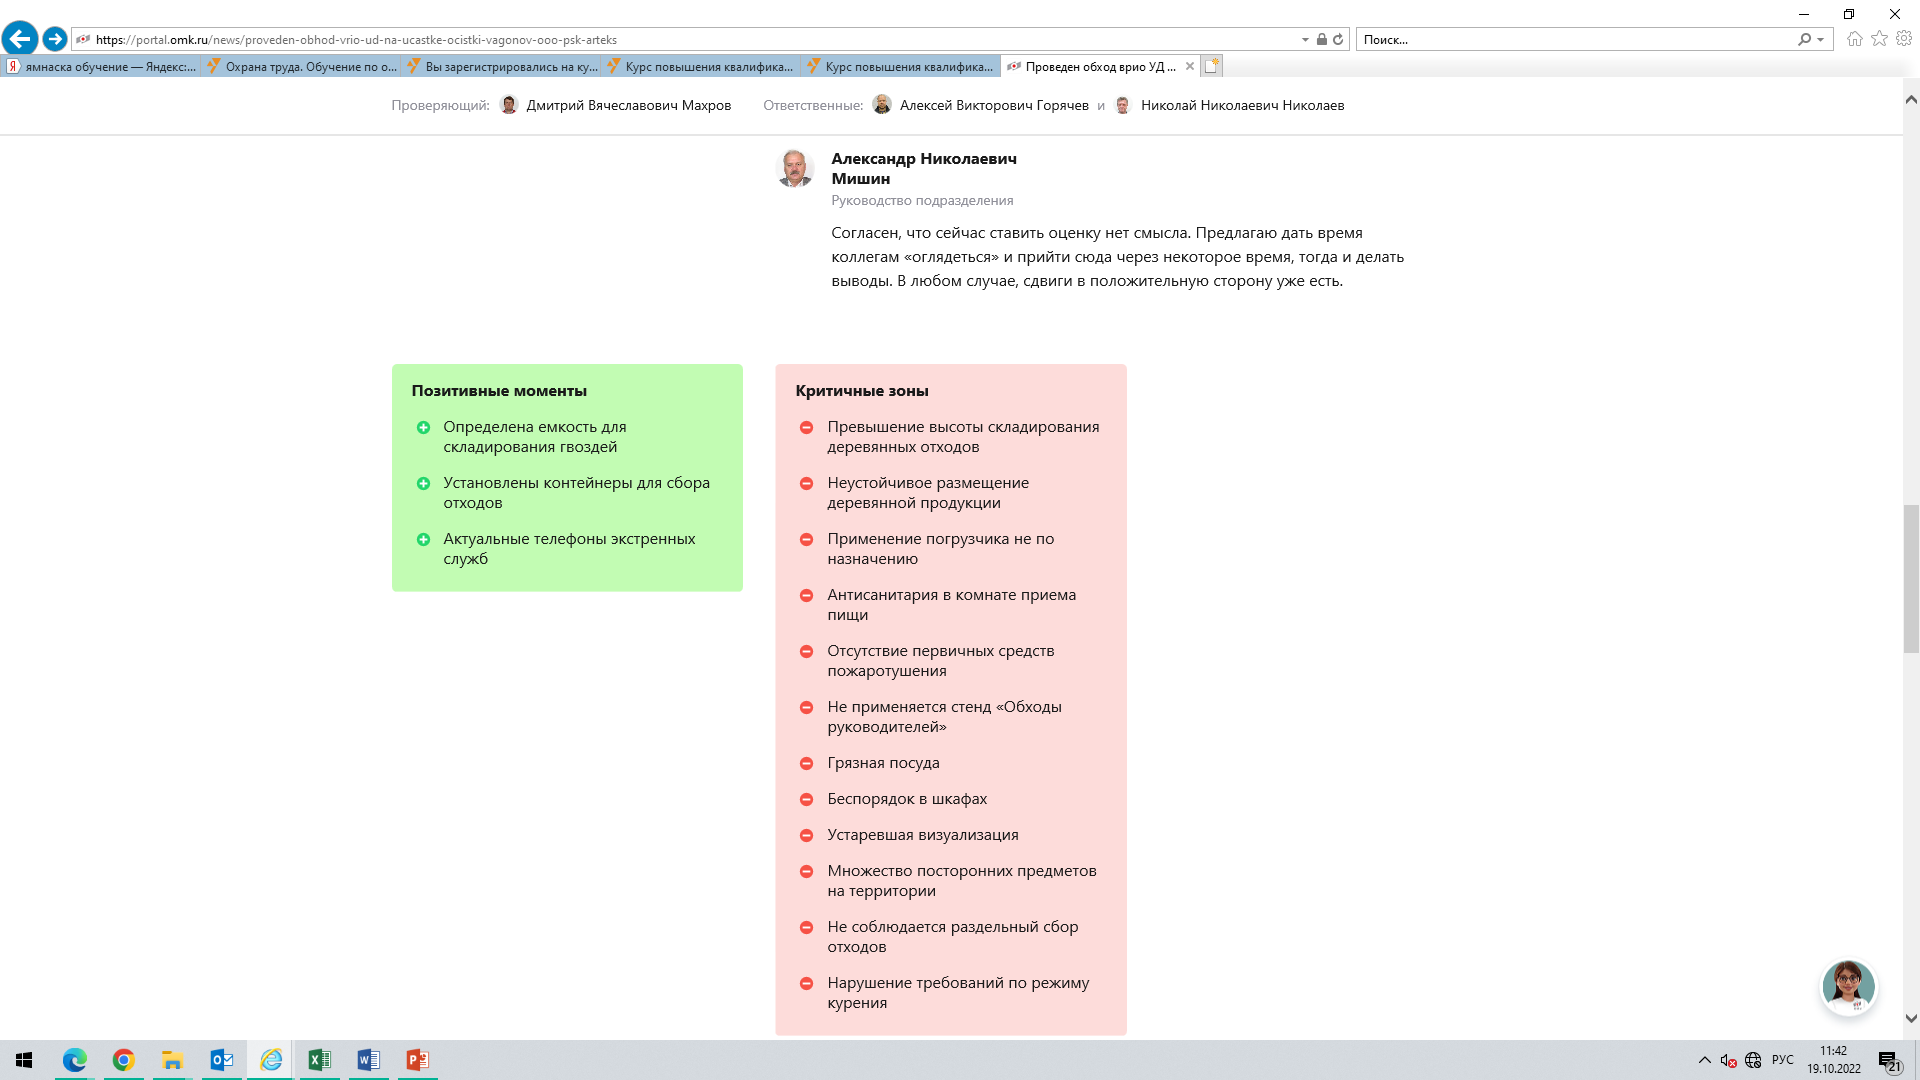 https://portal.omk.ru/news/proveden-obhod-vrio-ud-na-ucastke-ocistki-vagonov-ooo-psk-arteks
Поиск...
ямнаска обучение — Яндекс:...
Охрана труда. Обучение по о...
Вы зарегистрировались на ку...
Курс повышения квалифика...
Курс повышения квалифика...
Проведен обход врио УД ...
Проверяющий: Дмитрий Вячеславович Махров Ответственные: Алексей Викторович Горячев и Николай Николаевич Николаев
Александр Николаевич
Мишин
Руководство подразделения
Согласен, что сейчас ставить оценку нет смысла. Предлагаю дать время
коллегам «оглядеться» и прийти сюда через некоторое время, тогда и делать
выводы. В любом случае, сдвиги в положительную сторону уже есть.
Позитивные моменты
Определена емкость для
складирования гвоздей
Установлены контейнеры для сбора
отходов
Актуальные телефоны экстренных
служб
Критичные зоны
Превышение высоты складирования
деревянных отходов
Неустойчивое размещение
деревянной продукции
Применение погрузчика не по
назначению
Антисанитария в комнате приема
пищи
Отсутствие первичных средств
пожаротушения
Не применяется стенд «Обходы
руководителей»
Грязная посуда
Беспорядок в шкафах
Устаревшая визуализация
Множество посторонних предметов
на территории
Не соблюдается раздельный сбор
отходов
Нарушение требований по режиму
курения
РУС
11:42
19.10.2022
21